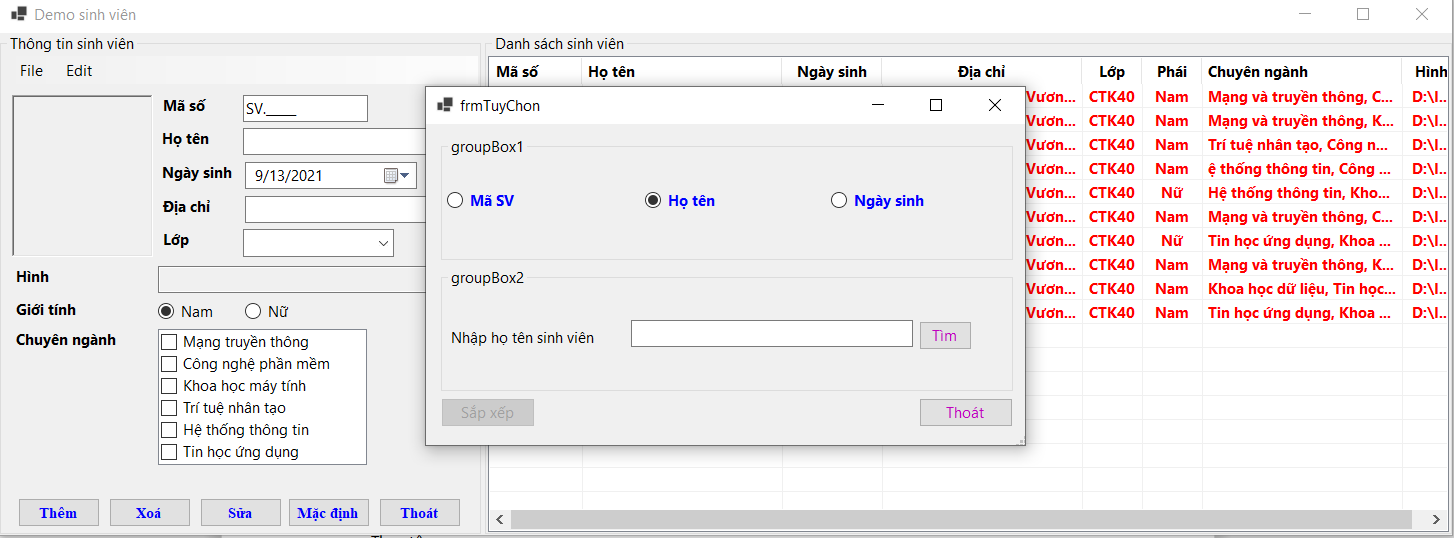 Demo sinh viên
Thông tin sinh viên
File Edit
Mã số SV._____
Họ tên
Ngày sinh 9/13/2021
Địa chỉ
Lớp
Hình
Giới tính Nam Nữ
Chuyên ngành
Mạng truyền thông
Công nghệ phần mềm
Khoa học máy tính
Trí tuệ nhân tạo
Hệ thống thông tin
Tin học ứng dụng
Thêm Xoá Sửa Mặc định Thoát
Danh sách sinh viên
Mã số Họ tên Ngày sinh Địa chỉ Lớp Phái Chuyên ngành Hình
Vươn... CTK40 Nam Mạng và truyền thông, C... D:\I...
Vươn... CTK40 Nam Mạng và truyền thông, K... D:\I...
Vươn... CTK40 Nam Trí tuệ nhân tạo, Công n... D:\I...
Vươn... CTK40 Nam ệ thống thông tin, Công ... D:\I...
Vươn... CTK40 Nữ Hệ thống thông tin, Kho... D:\I...
Vươn... CTK40 Nam Mạng và truyền thông, C... D:\I...
Vươn... CTK40 Nữ Tin học ứng dụng, Khoa ... D:\I...
Vươn... CTK40 Nam Mạng và truyền thông, K... D:\I...
Vươn... CTK40 Nam Khoa học dữ liệu, Tin học... D:\I...
Vươn... CTK40 Nam Tin học ứng dụng, Khoa ... D:\I...
frmTuyChon
groupBox1
Mã SV Họ tên Ngày sinh
groupBox2
Nhập họ tên sinh viên Tìm
Sắp xếp Thoát